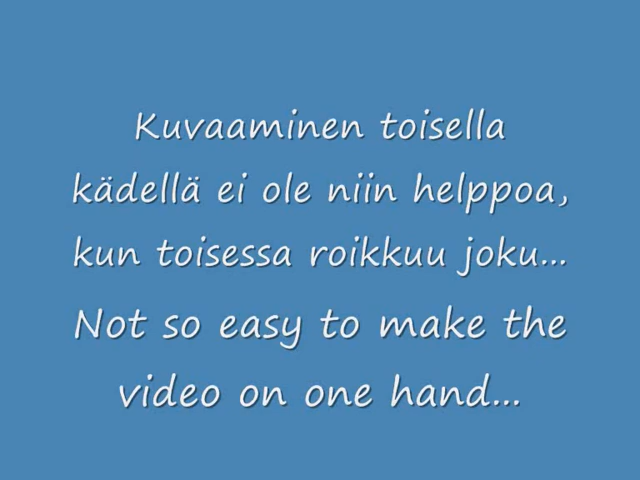 Kuvaaminen toisella
kädellä ei ole niin helppoa,
kun toisessa roikkuu joku...
Not so easy to make the
video on one hand...